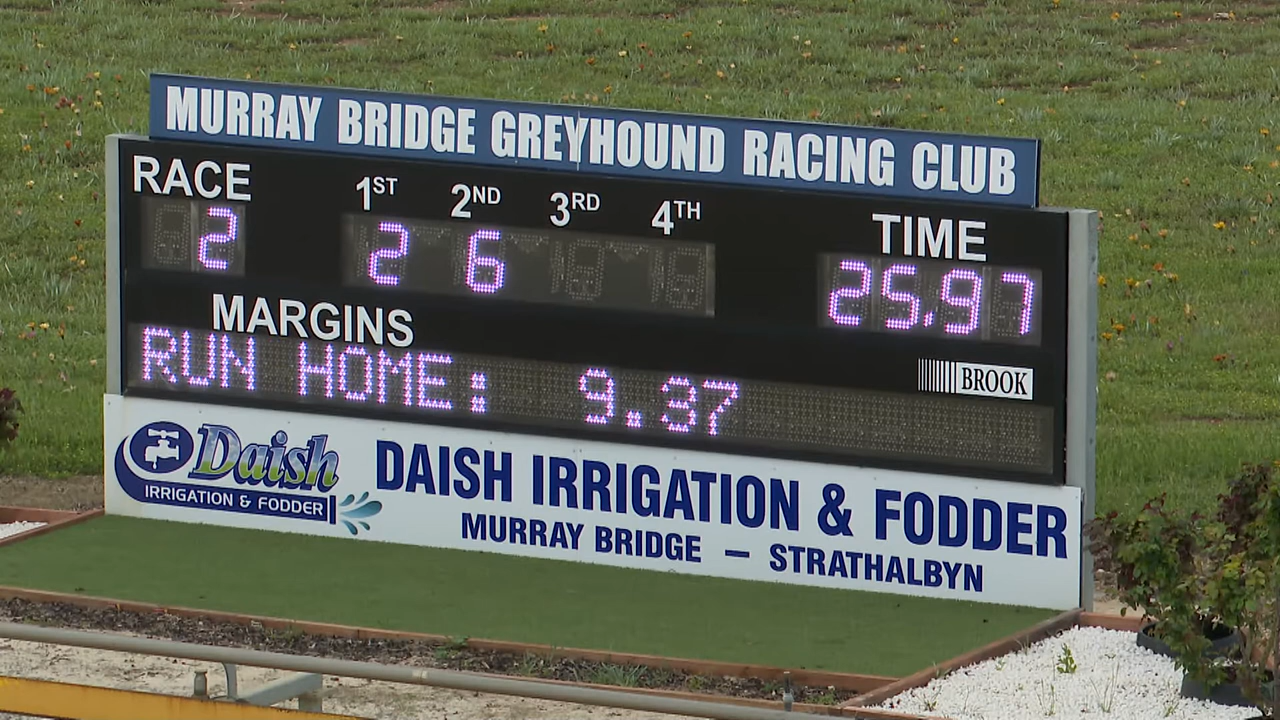 MURRAY BRIDGE GREYHOUND RACING CLUB
RACE 1ST 2ND 3RD 4TH TIME
2 2 6 25.97
MARGINS
RUN HOME: 9.37
BROOK
Daish
IRRIGATION & FODDER
DAISH IRRIGATION & FODDER
MURRAY BRIDGE — STRATHALBYN